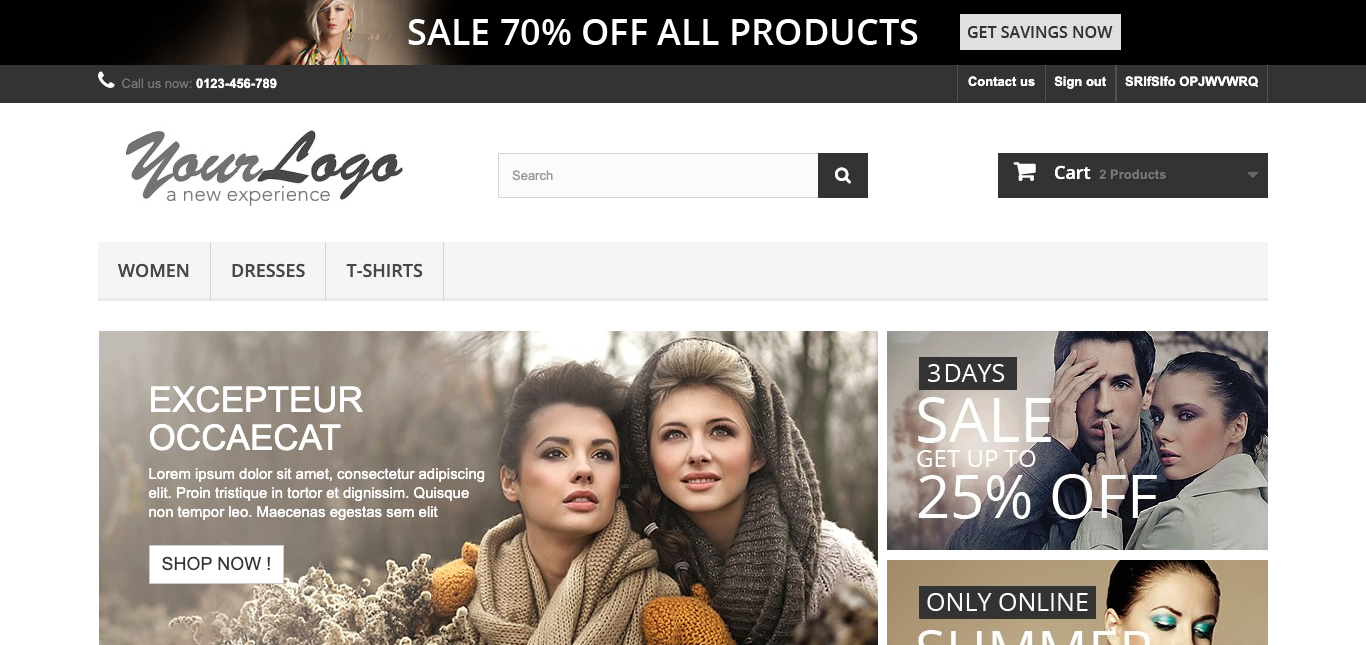 SALE 70% OFF ALL PRODUCTS
GET SAVINGS NOW
Call us now: 0123-456-789
Contact us
Sign out
SRlfSlfo OPJWVWRQ
YourLogo
a new experience
Search
Cart 2 Products
WOMEN
DRESSES
T-SHIRTS
EXCEPTEUR
OCCAECAT
Lorem ipsum dolor sit amet, consectetur adipiscing
elit. Proin tristique in tortor et dignissim. Quisque
non tempor leo. Maecenas egestas sem elit
SHOP NOW !
3DAYS
SALE
GET UP TO
25% OFF
ONLY ONLINE
SUMMER